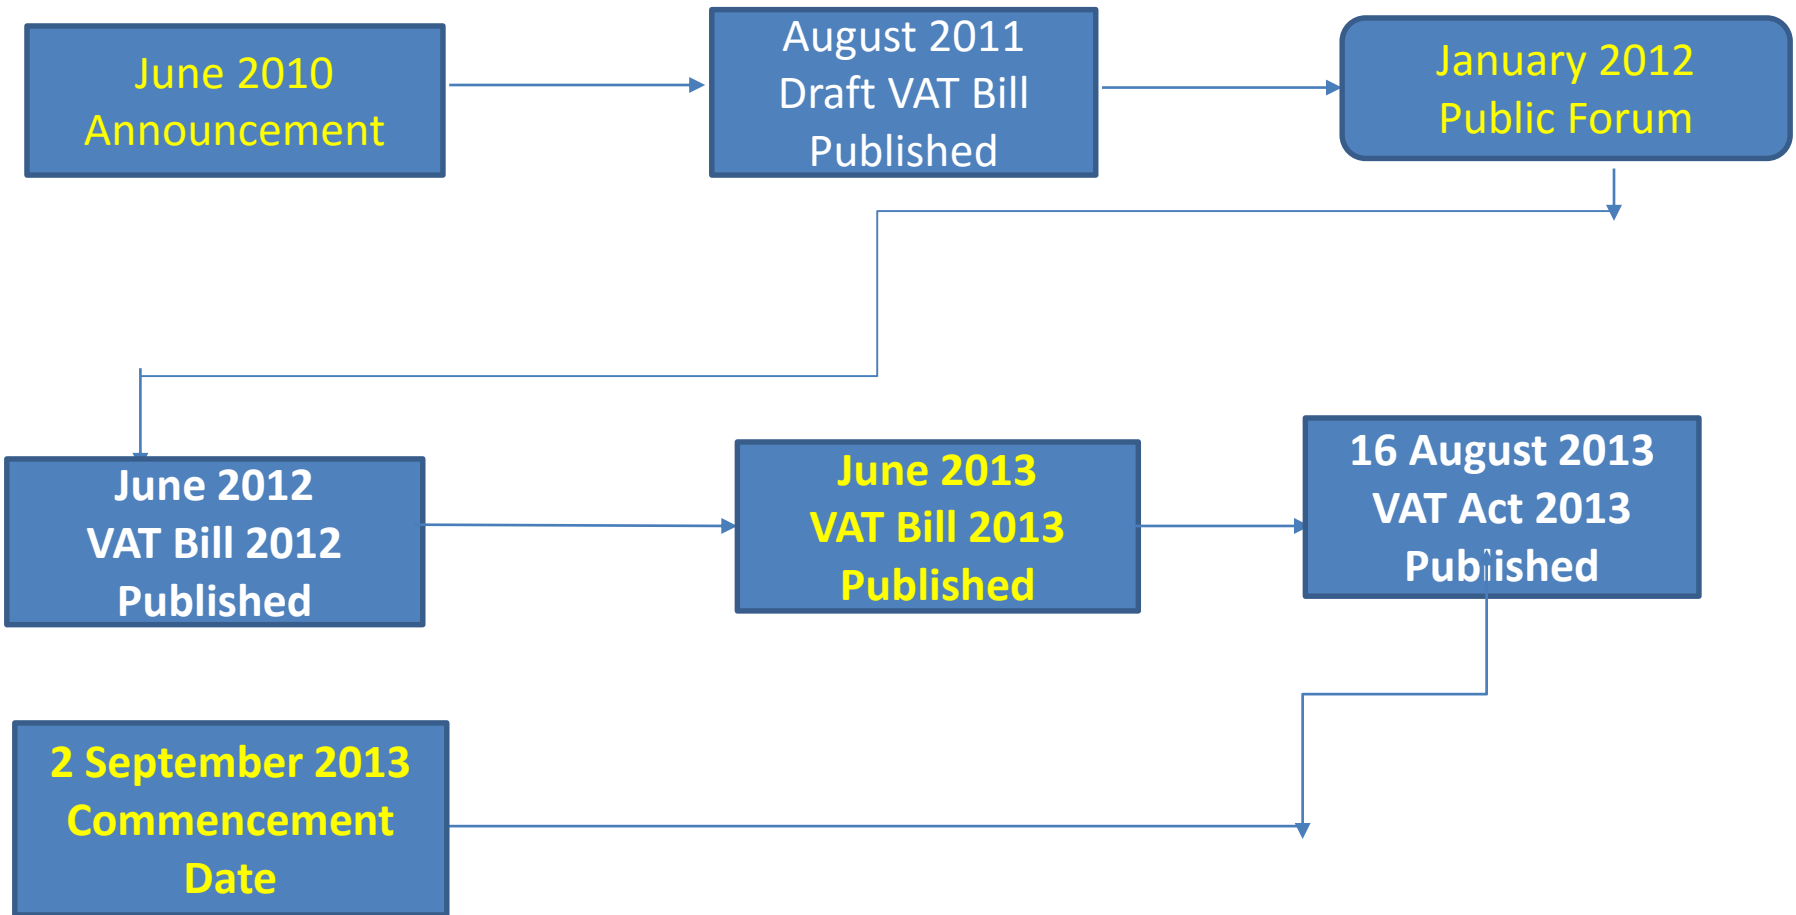 June 2010
Announcement
August 2011
Draft VAT Bill
Published
January 2012
Public Forum
June 2012
VAT Bill 2012
Published
June 2013
VAT Bill 2013
Published
16 August 2013
VAT Act 2013
Published
2 September 2013
Commencement
Date